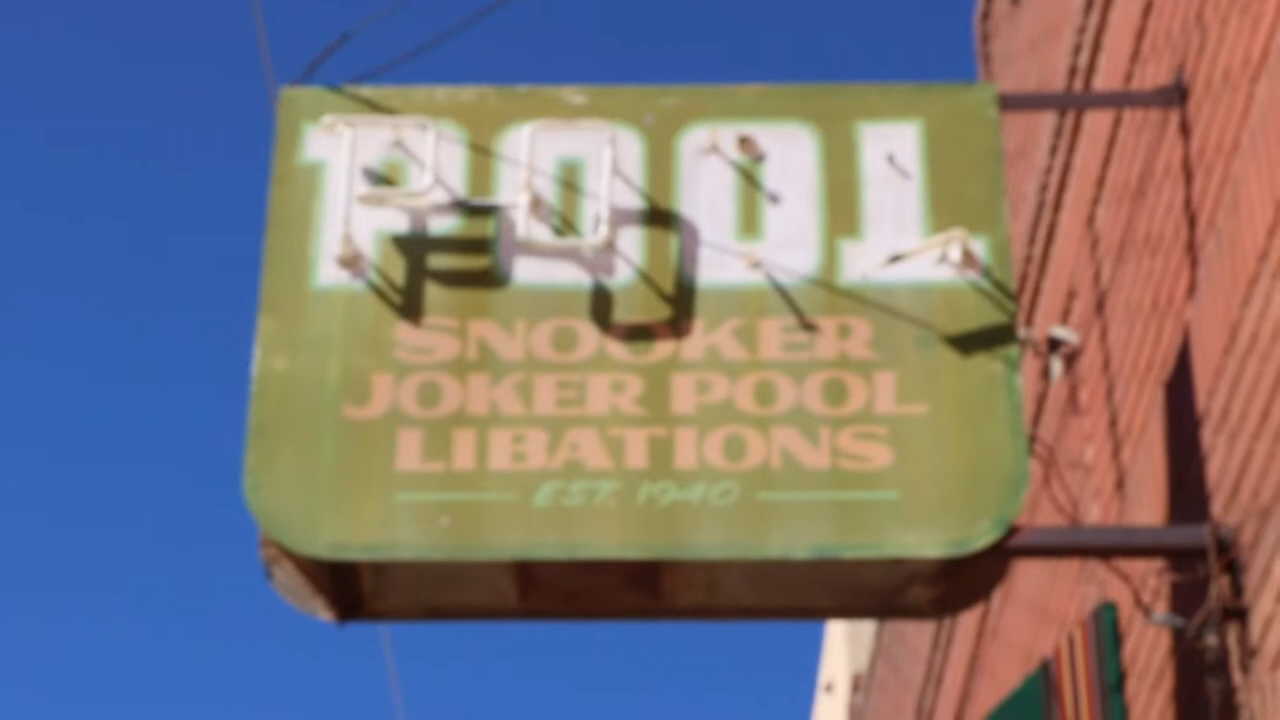 POOL
SNOOKER
JOKER POOL
LIBATIONS
EST. 1940